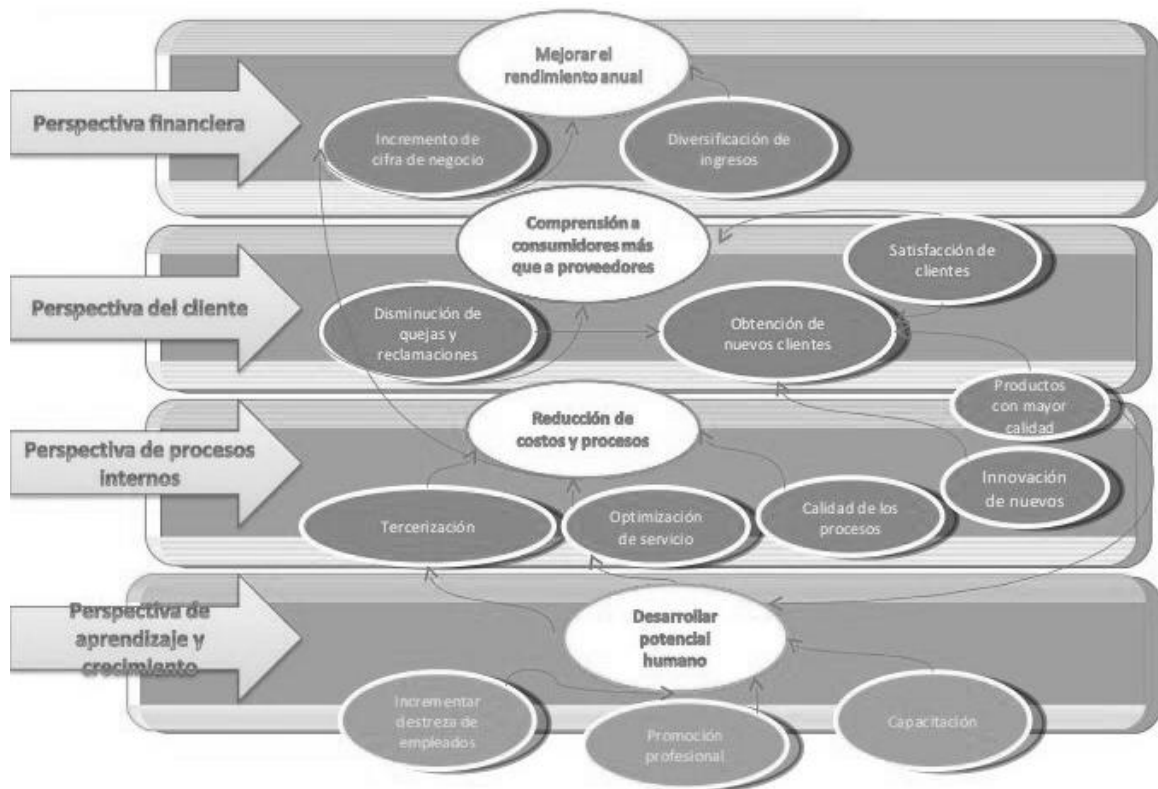 Mejorar el
rendimiento anual
Perspectiva financiera
Incremento de
cifra de negocio
Diversificación de
ingresos
Comprensión a
consumidores más
que a proveedores
Satisfacción de
clientes
Perspectiva del cliente
Disminución de
quejas y
reclamaciones
Obtención de
nuevos clientes
Productos
con mayor
calidad
Reducción de
costos y procesos
Perspectiva de procesos
internos
Innovación
de nuevos
Tercerización
Optimización
de servicio
Calidad de los
procesos
Perspectiva de
aprendizaje y
crecimiento
Desarrollar
potencial
humano
Incrementar
destreza de
empleados
Promoción
profesional
Capacitación